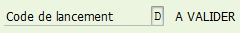 Code de lancement D A VALIDER